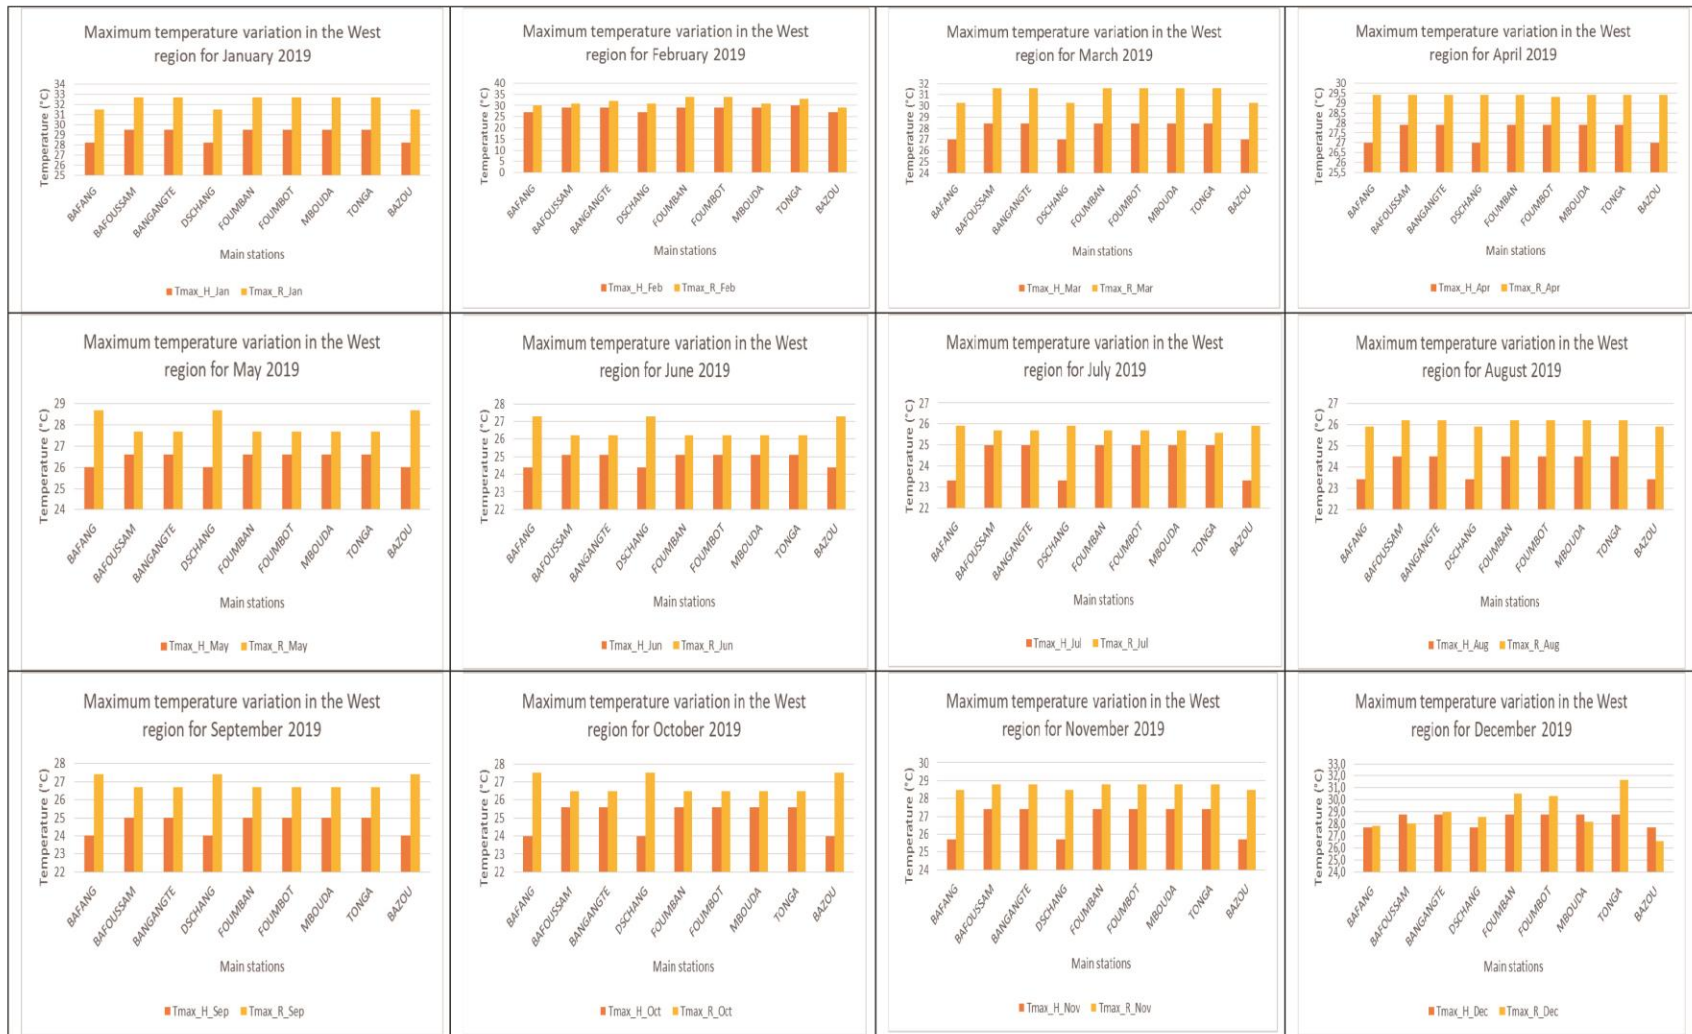 Maximum temperature variation in the West
region for January 2019
Temperature (°C)
34
33
32
31
30
29
28
27
26
25
BAFANG
BAFOUSSAM
BANGANGTE
DSCHANG
FOUMBAN
FOUMBOT
MBOUDA
TONGA
BAZOU
Main stations
Tmax_H_Jan Tmax_R_Jan
Maximum temperature variation in the West
region for February 2019
Temperature (°C)
40
35
30
25
20
15
10
5
0
BAFANG
BAFOUSSAM
BANGANGTE
DSCHANG
FOUMBAN
FOUMBOT
MBOUDA
TONGA
BAZOU
Main stations
Tmax_H_Feb Tmax_R_Feb
Maximum temperature variation in the West
region for March 2019
Temperature (°C)
32
31
30
29
28
27
26
25
24
BAFANG
BAFOUSSAM
BANGANGTE
DSCHANG
FOUMBAN
FOUMBOT
MBOUDA
TONGA
BAZOU
Main stations
Tmax_H_Mar Tmax_R_Mar
Maximum temperature variation in the West
region for April 2019
Temperature (°C)
30
29,5
29
28,5
28
27,5
27
26,5
26
25,5
BAFANG
BAFOUSSAM
BANGANGTE
DSCHANG
FOUMBAN
FOUMBOT
MBOUDA
TONGA
BAZOU
Main stations
Tmax_H_Apr Tmax_R_Apr
Maximum temperature variation in the West
region for May 2019
Temperature (°C)
29
28
27
26
25
24
BAFANG
BAFOUSSAM
BANGANGTE
DSCHANG
FOUMBAN
FOUMBOT
MBOUDA
TONGA
BAZOU
Main stations
Tmax_H_May Tmax_R_May
Maximum temperature variation in the West
region for June 2019
Temperature (°C)
28
27
26
25
24
23
22
BAFANG
BAFOUSSAM
BANGANGTE
DSCHANG
FOUMBAN
FOUMBOT
MBOUDA
TONGA
BAZOU
Main stations
Tmax_H_Jun Tmax_R_Jun
Maximum temperature variation in the West
region for July 2019
Temperature (°C)
27
26
25
24
23
22
BAFANG
BAFOUSSAM
BANGANGTE
DSCHANG
FOUMBAN
FOUMBOT
MBOUDA
TONGA
BAZOU
Main stations
Tmax_H_Jul Tmax_R_Jul
Maximum temperature variation in the West
region for August 2019
Temperature (°C)
27
26
25
24
23
22
BAFANG
BAFOUSSAM
BANGANGTE
DSCHANG
FOUMBAN
FOUMBOT
MBOUDA
TONGA
BAZOU
Main stations
Tmax_H_Aug Tmax_R_Aug
Maximum temperature variation in the West
region for September 2019
Temperature (°C)
28
27
26
25
24
23
22
BAFANG
BAFOUSSAM
BANGANGTE
DSCHANG
FOUMBAN
FOUMBOT
MBOUDA
TONGA
BAZOU
Main stations
Tmax_H_Sep Tmax_R_Sep
Maximum temperature variation in the West
region for October 2019
Temperature (°C)
28
27
26
25
24
23
22
BAFANG
BAFOUSSAM
BANGANGTE
DSCHANG
FOUMBAN
FOUMBOT
MBOUDA
TONGA
BAZOU
Main stations
Tmax_H_Oct Tmax_R_Oct
Maximum temperature variation in the West
region for November 2019
Temperature (°C)
30
29
28
27
26
25
24
BAFANG
BAFOUSSAM
BANGANGTE
DSCHANG
FOUMBAN
FOUMBOT
MBOUDA
TONGA
BAZOU
Main stations
Tmax_H_Nov Tmax_R_Nov
Maximum temperature variation in the West
region for December 2019
Temperature (°C)
33,0
32,0
31,0
30,0
29,0
28,0
27,0
26,0
25,0
24,0
BAFANG
BAFOUSSAM
BANGANGTE
DSCHANG
FOUMBAN
FOUMBOT
MBOUDA
TONGA
BAZOU
Main stations
Tmax_H_Dec Tmax_R_Dec